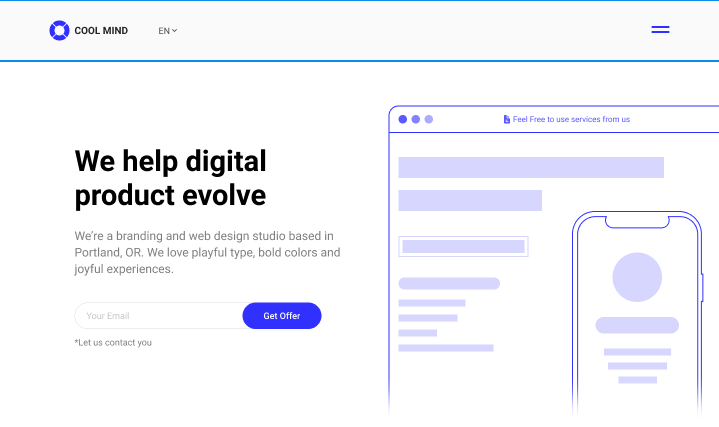 COOL MIND
EN
Feel Free to use services from us
We help digital
product evolve
We’re a branding and web design studio based in
Portland, OR. We love playful type, bold colors and
joyful experiences.
Your Email
Get Offer
*Let us contact you